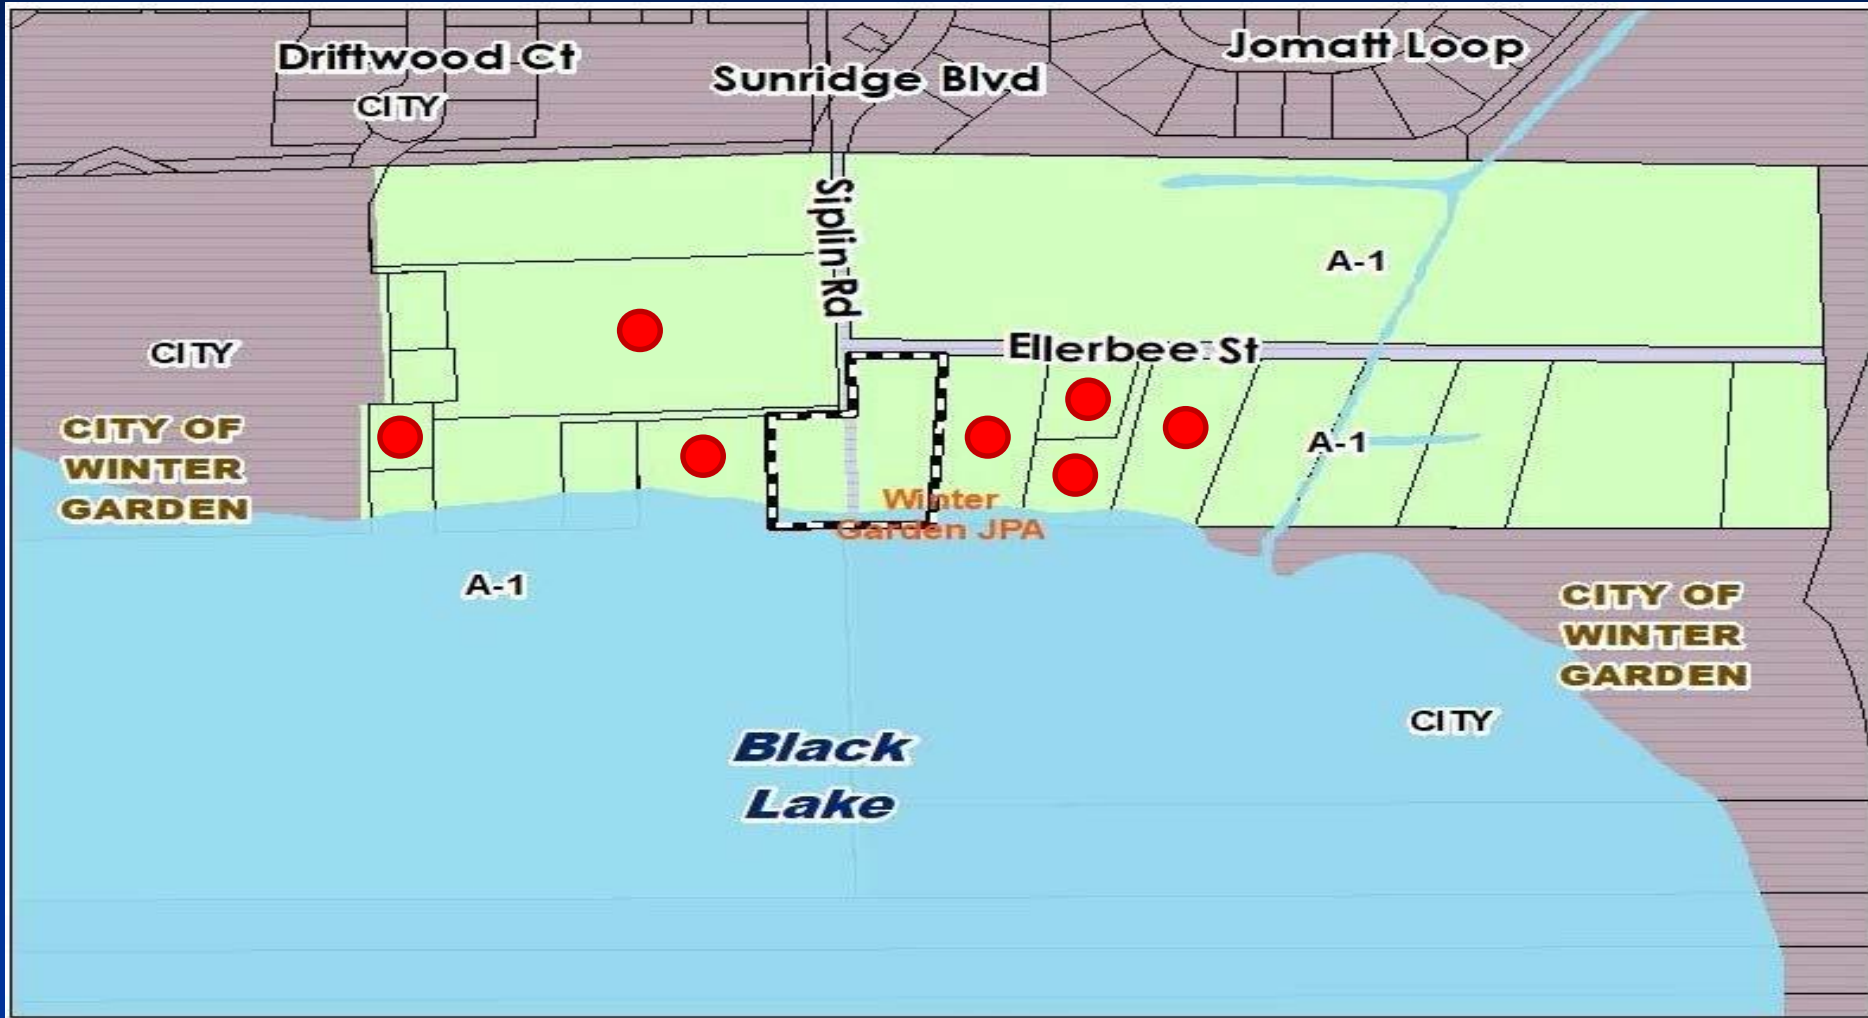 Driftwood Ct
CITY
Sunridge Blvd
Jomatt Loop
Siplin Rd
A-1
CITY
Ellerbee St
CITY OF
WINTER
GARDEN
A-1
Winter
Garden JPA
A-1
CITY OF
WINTER
GARDEN
CITY
Black
Lake